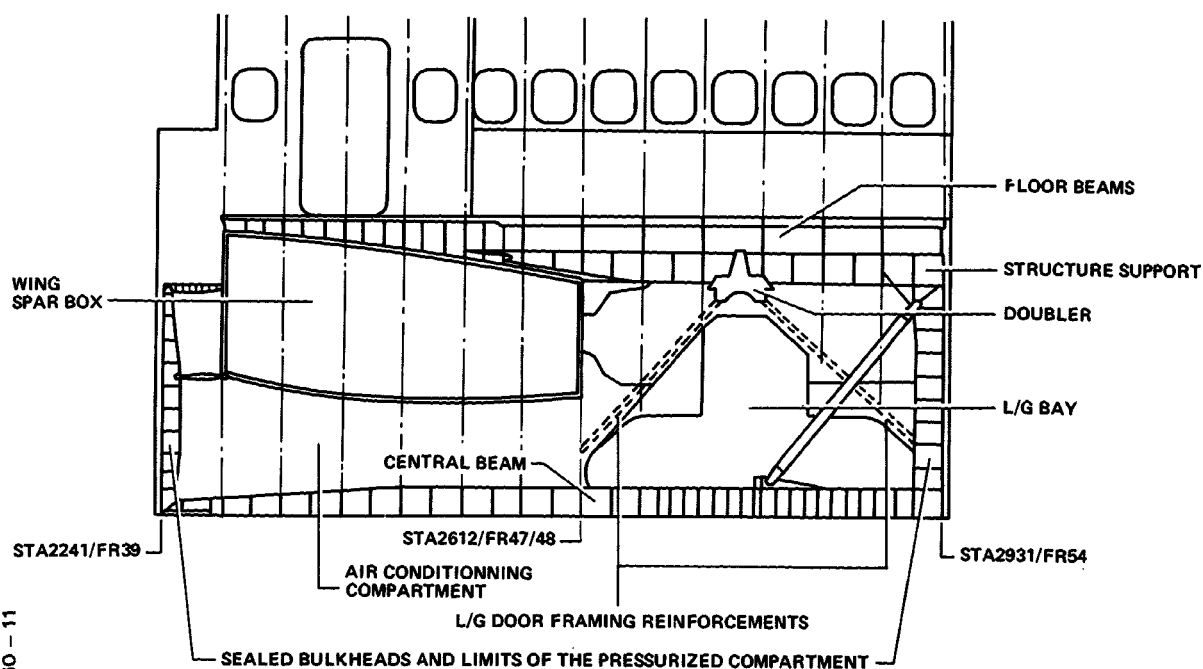 FLOOR BEAMS
WING
SPAR BOX
STRUCTURE SUPPORT
DOUBLER
L/G BAY
CENTRAL BEAM
STA2612/FR47/48
STA2241/FR39
STA2931/FR54
AIR CONDITIONNING
COMPARTMENT
L/G DOOR FRAMING REINFORCEMENTS
SEALED BULKHEADS AND LIMITS OF THE PRESSURIZED COMPARTMENT